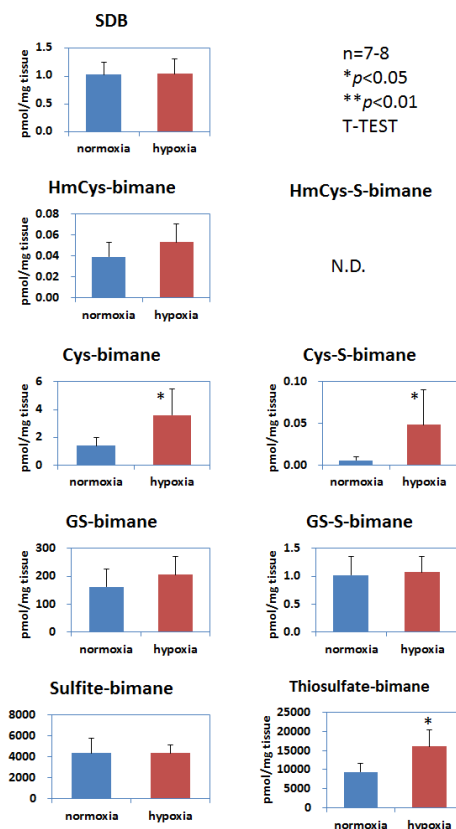 SDB
pmol/mg tissue
1.5
1.0
0.5
0.0
normoxia hypoxia
n=7-8
*p<0.05
**p<0.01
T-TEST
HmCys-bimane
pmol/mg tissue
0.08
0.06
0.04
0.02
0.00
normoxia hypoxia
HmCys-S-bimane
N.D.
Cys-bimane
pmol/mg tissue
6
4
2
0
*
normoxia hypoxia
Cys-S-bimane
pmol/mg tissue
0.10
0.05
0.00
*
normoxia hypoxia
GS-bimane
pmol/mg tissue
300
200
100
0
normoxia hypoxia
GS-S-bimane
pmol/mg tissue
1.5
1.0
0.5
0.0
normoxia hypoxia
Sulfite-bimane
pmol/mg tissue
8000
6000
4000
2000
0
normoxia hypoxia
Thiosulfate-bimane
pmol/mg tissue
25000
20000
15000
10000
5000
0
*
normoxia hypoxia